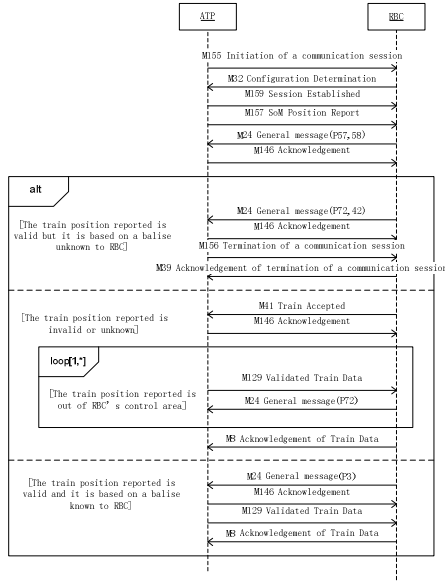 ATP
RBC
M155 Initiation of a communication session
M32 Configuration Determination
M159 Session Established
M157 SoM Position Report
M24 General message(P57,58)
M146 Acknowledgement
alt
[The train position reported is
valid but it is based on a balise
unknown to RBC]
M24 General message(P72,42)
M146 Acknowledgement
M156 Termination of a communication session
M39 Acknowledgement of termination of a communication session
[The train position reported is
invalid or unknown]
M41 Train Accepted
M146 Acknowledgement
loop[1,*]
[The train position reported is
out of RBC's control area]
M129 Validated Train Data
M24 General message(P72)
M8 Acknowledgement of Train Data
[The train position reported is
valid and it is based on a balise
known to RBC]
M24 General message(P3)
M146 Acknowledgement
M129 Validated Train Data
M8 Acknowledgement of Train Data